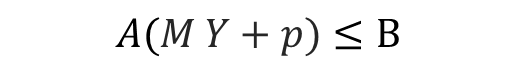 A(M Y + p) ≤ B